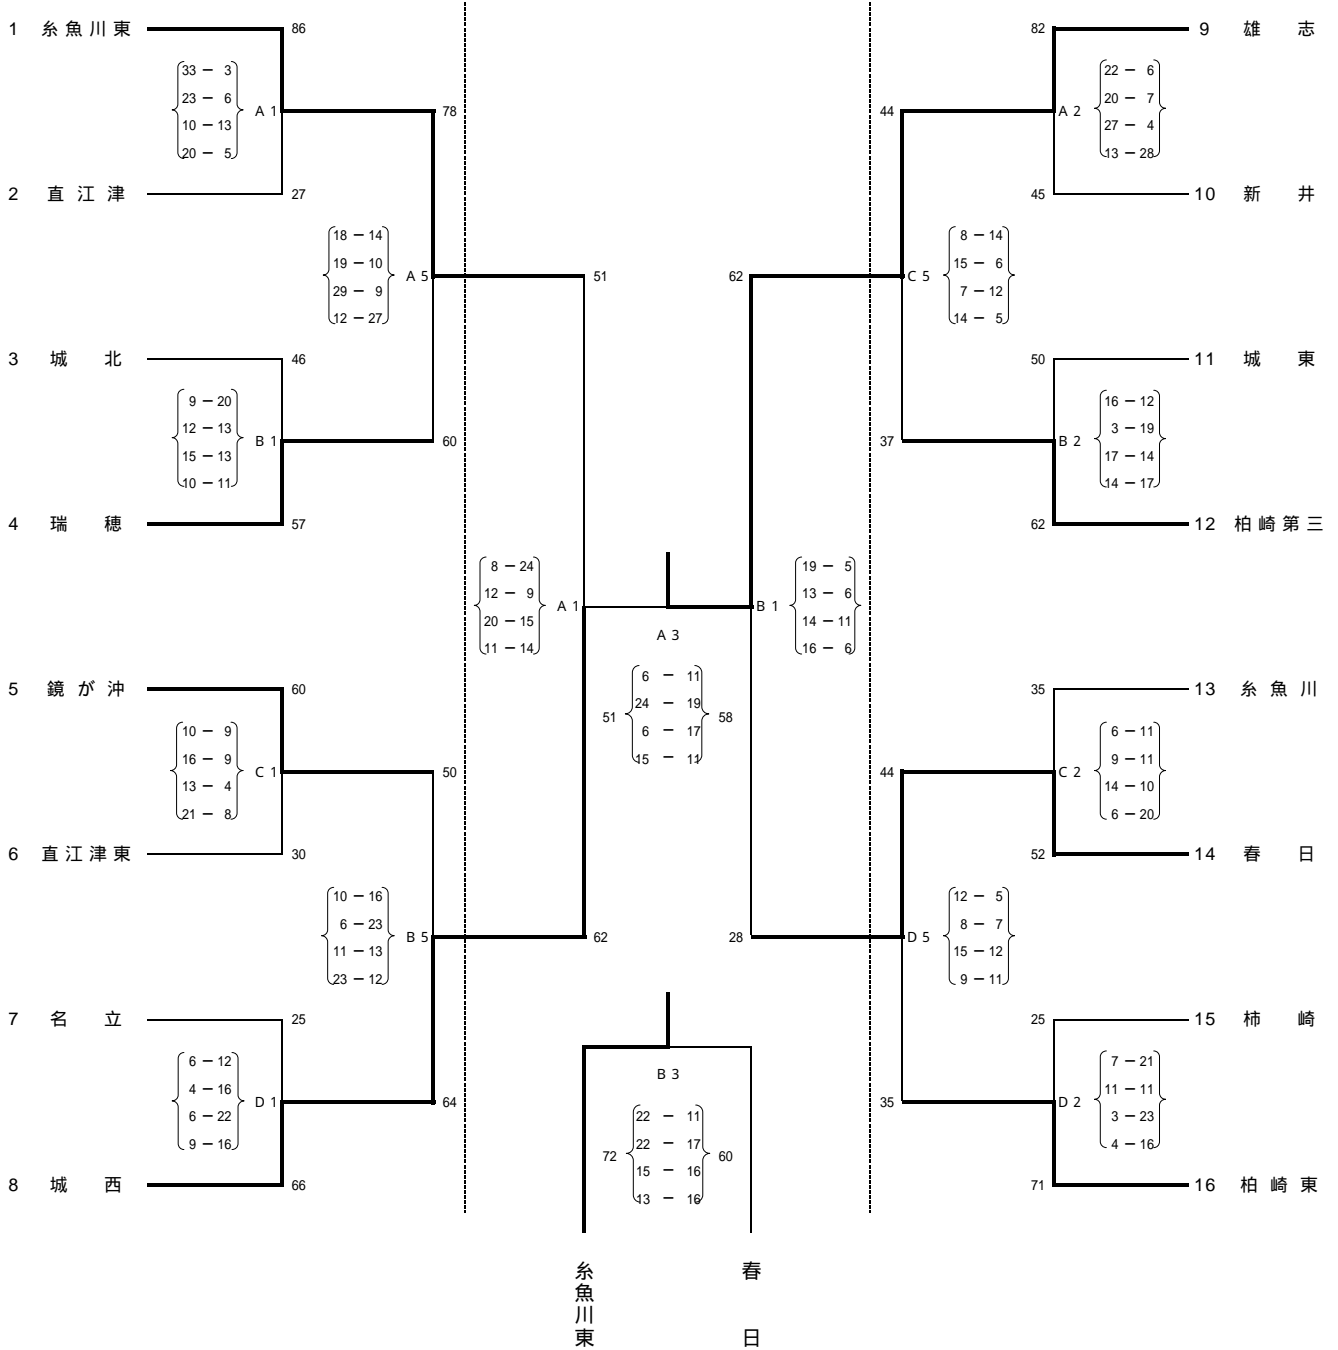 1 糸魚川東 86
33 － 3
23 － 6
10 － 13
20 － 5
A 1
78
2 直江津 27
18 － 14
19 － 10
29 － 9
12 － 27
A 5
51
3 城北 46
9 － 20
12 － 13
15 － 13
10 － 11
B 1
60
4 瑞穂 57
8 － 24
12 － 9
20 － 15
11 － 14
A 1
5 鏡が沖 60
10 － 9
16 － 9
13 － 4
21 － 8
C 1
50
6 直江津東 30
10 － 16
6 － 23
11 － 13
23 － 12
B 5
62
7 名立 25
6 － 12
4 － 16
6 － 22
9 － 16
D 1
64
8 城西 66
A 3
51
6 － 11
24 － 19
6 － 17
15 － 11
58
B 3
72
22 － 11
22 － 17
15 － 16
13 － 16
60
糸魚川東
春日
82 9 雄志
44
A 2
22 － 6
20 － 7
27 － 4
13 － 28
45 10 新井
62
C 5
8 － 14
15 － 6
7 － 12
14 － 5
50 11 城東
37
B 2
16 － 12
3 － 19
17 － 14
14 － 17
62 12 柏崎第三
B 1
19 － 5
13 － 6
14 － 11
16 － 6
35 13 糸魚川
44
C 2
6 － 11
9 － 11
14 － 10
6 － 20
52 14 春日
28
D 5
12 － 5
8 － 7
15 － 12
9 － 11
25 15 柿崎
35
D 2
7 － 21
11 － 11
3 － 23
4 － 16
71 16 柏崎東